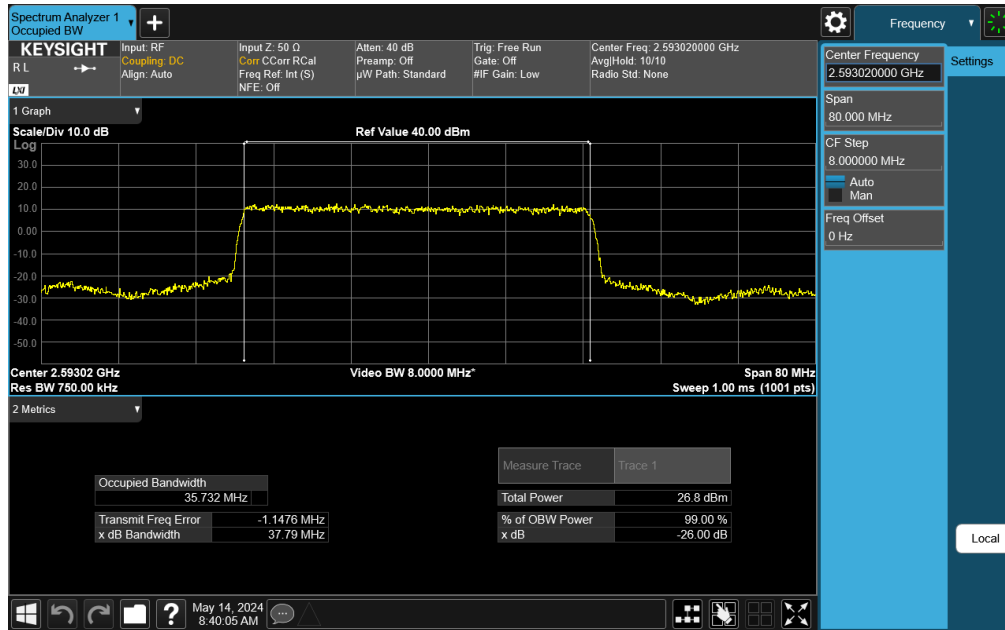 Spectrum Analyzer 1
Occupied BW
Frequency
KEYSIGHT
R L
LXI
Input: RF
Coupling: DC
Align: Auto
Input Z: 50 Ω
Corr CCorr RCal
Freq Ref: Int (S)
NFE: Off
Atten: 40 dB
Preamp: Off
µW Path: Standard
Trig: Free Run
Gate: Off
#IF Gain: Low
Center Freq: 2.593020000 GHz
Avg|Hold: 10/10
Radio Std: None
Center Frequency
2.593020000 GHz
Settings
Span
80.000 MHz
CF Step
8.000000 MHz
Auto
Man
Freq Offset
0 Hz
1 Graph
Scale/Div 10.0 dB
Ref Value 40.00 dBm
Log
30.0
20.0
10.0
0.00
-10.0
-20.0
-30.0
-40.0
-50.0
Center 2.59302 GHz
Video BW 8.0000 MHz*
Span 80 MHz
Res BW 750.00 kHz
Sweep 1.00 ms (1001 pts)
2 Metrics
Measure Trace
Trace 1
Occupied Bandwidth
35.732 MHz
Total Power
26.8 dBm
Transmit Freq Error
-1.1476 MHz
% of OBW Power
99.00 %
x dB Bandwidth
37.79 MHz
x dB
-26.00 dB
Local
?
May 14, 2024
8:40:05 AM